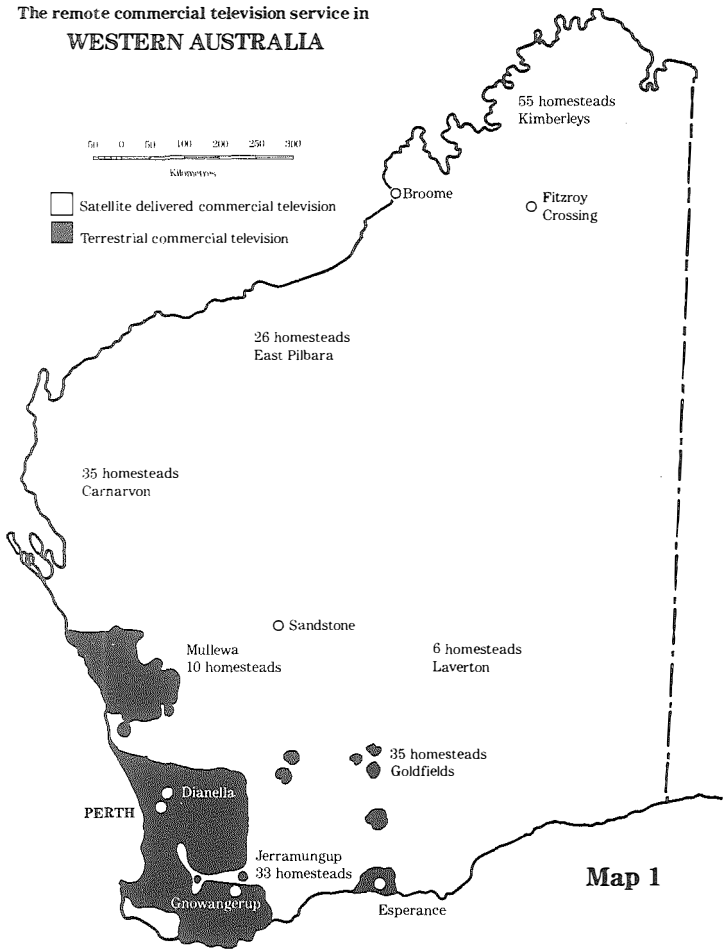 The remote commercial television service in
WESTERN AUSTRALIA
50 0 50 100 200 250 300
Kilometres
Satellite delivered commercial television
Terrestrial commercial television
55 homesteads
Kimberleys
Broome
Fitzroy
Crossing
26 homesteads
East Pilbara
35 homesteads
Carnarvon
Sandstone
Mullewa
10 homesteads
6 homesteads
Laverton
35 homesteads
Goldfields
Dianella
PERTH
Jerramungup
33 homesteads
Gnowangerup
Esperance
Map 1